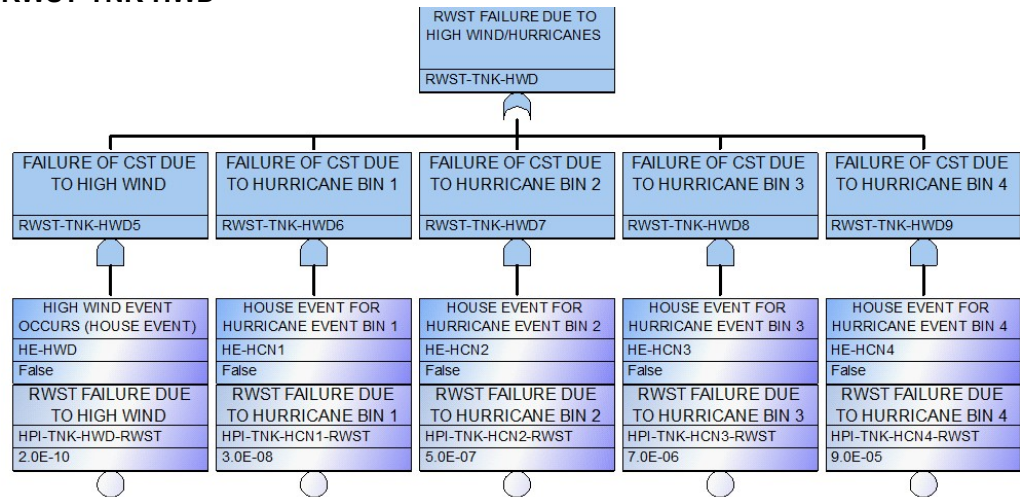 RWST-TNK-HWD
RWST FAILURE DUE TO
HIGH WIND/HURRICANES
RWST-TNK-HWD
FAILURE OF CST DUE
TO HIGH WIND
RWST-TNK-HWD5
FAILURE OF CST DUE
TO HURRICANE BIN 1
RWST-TNK-HWD6
FAILURE OF CST DUE
TO HURRICANE BIN 2
RWST-TNK-HWD7
FAILURE OF CST DUE
TO HURRICANE BIN 3
RWST-TNK-HWD8
FAILURE OF CST DUE
TO HURRICANE BIN 4
RWST-TNK-HWD9
HIGH WIND EVENT
OCCURS (HOUSE EVENT)
HE-HWD
False
RWST FAILURE DUE
TO HIGH WIND
HPI-TNK-HWD-RWST
2.0E-10
HOUSE EVENT FOR
HURRICANE EVENT BIN 1
HE-HCN1
False
RWST FAILURE DUE
TO HURRICANE BIN 1
HPI-TNK-HCN1-RWST
3.0E-08
HOUSE EVENT FOR
HURRICANE EVENT BIN 2
HE-HCN2
False
RWST FAILURE DUE
TO HURRICANE BIN 2
HPI-TNK-HCN2-RWST
5.0E-07
HOUSE EVENT FOR
HURRICANE EVENT BIN 3
HE-HCN3
False
RWST FAILURE DUE
TO HURRICANE BIN 3
HPI-TNK-HCN3-RWST
7.0E-06
HOUSE EVENT FOR
HURRICANE EVENT BIN 4
HE-HCN4
False
RWST FAILURE DUE
TO HURRICANE BIN 4
HPI-TNK-HCN4-RWST
9.0E-05